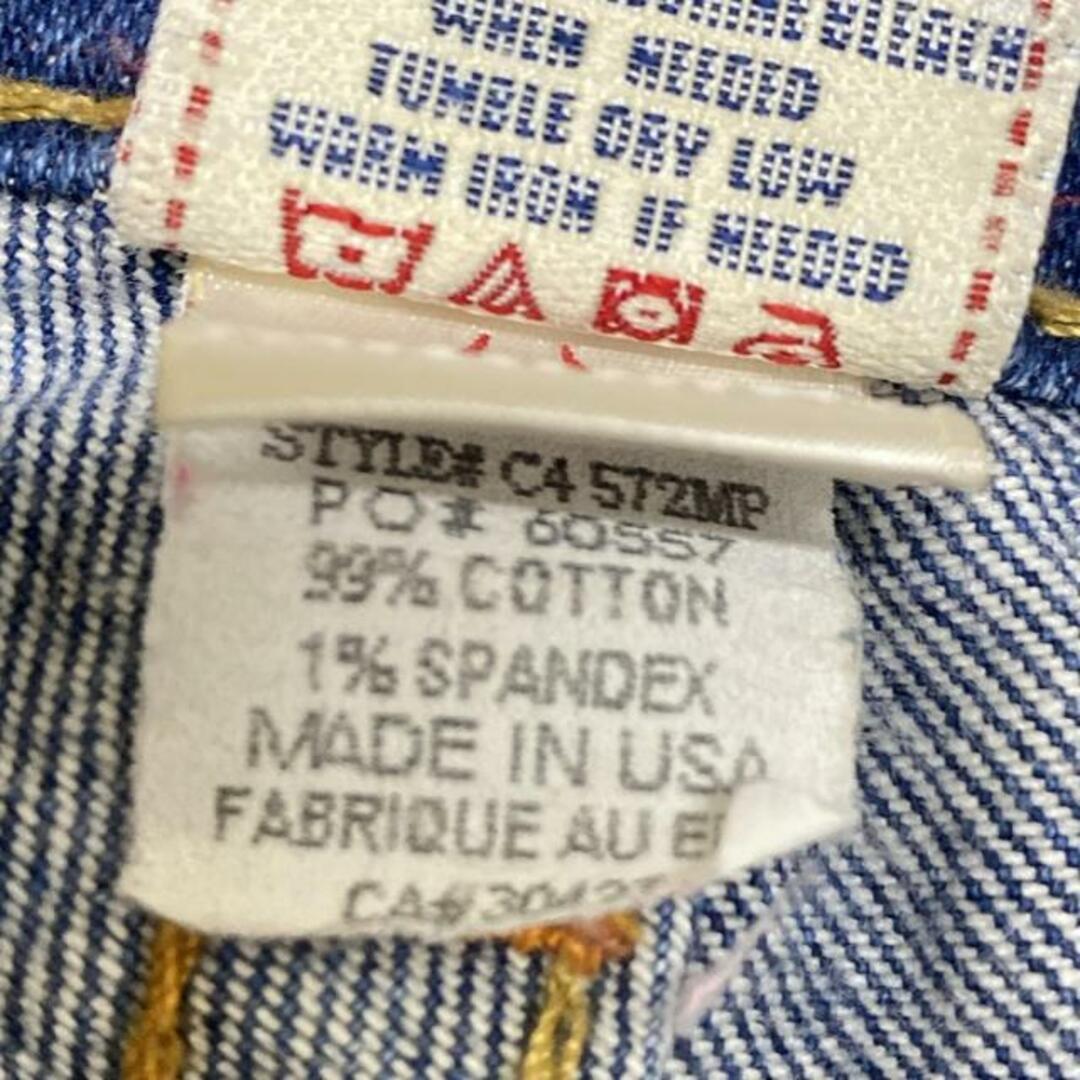 BLEACH
WHEN NEEDED
TUMBLE DRY LOW
WARM IRON IF NEEDED
STYLE# C4 572MP
PO# 60557
99% COTTON
1% SPANDEX
MADE IN USA
FABRIQUE AU